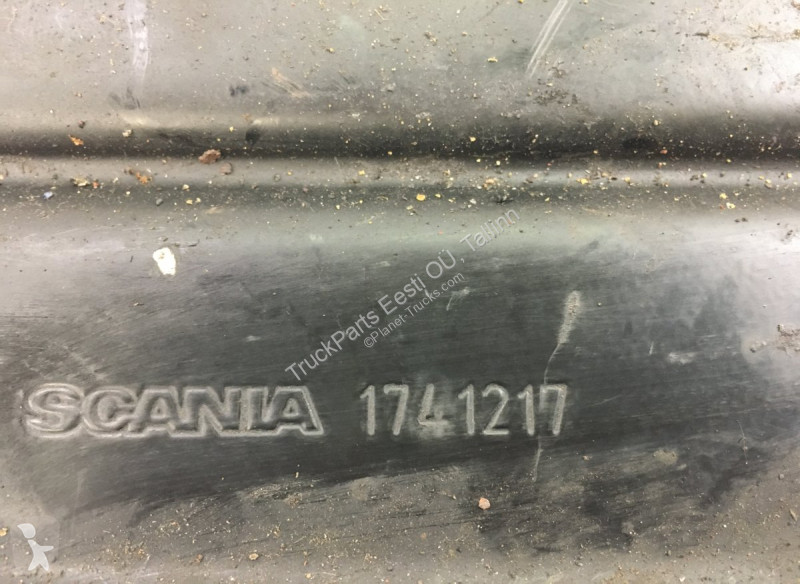 TruckParts Eesti OÜ, Tallinn
©Planet-Trucks.com
SCANIA 1741217